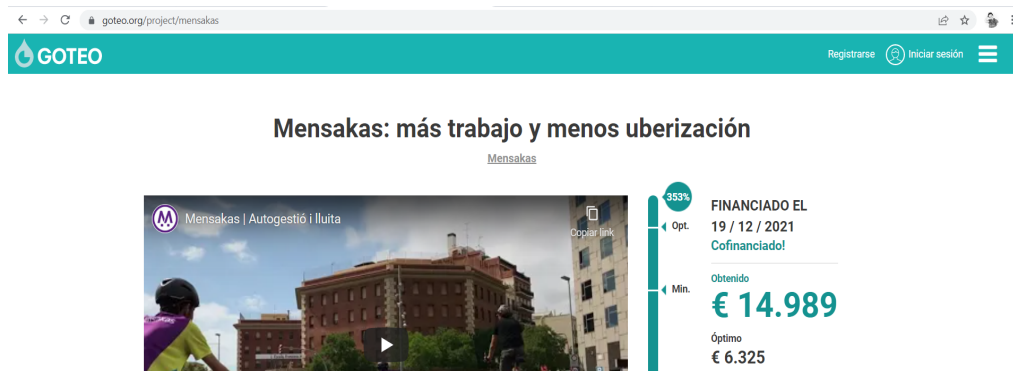 goteo.org/project/mensakas
GOTEO
Registrarse
Iniciar sesión
Mensakas: más trabajo y menos uberización
Mensakas
M
Mensakas | Autogestió i lluita
Copiar link
353%
Opt.
Min.
FINANCIADO EL
19 / 12 / 2021
Cofinanciado!
Obtenido
€ 14.989
Óptimo
€ 6.325